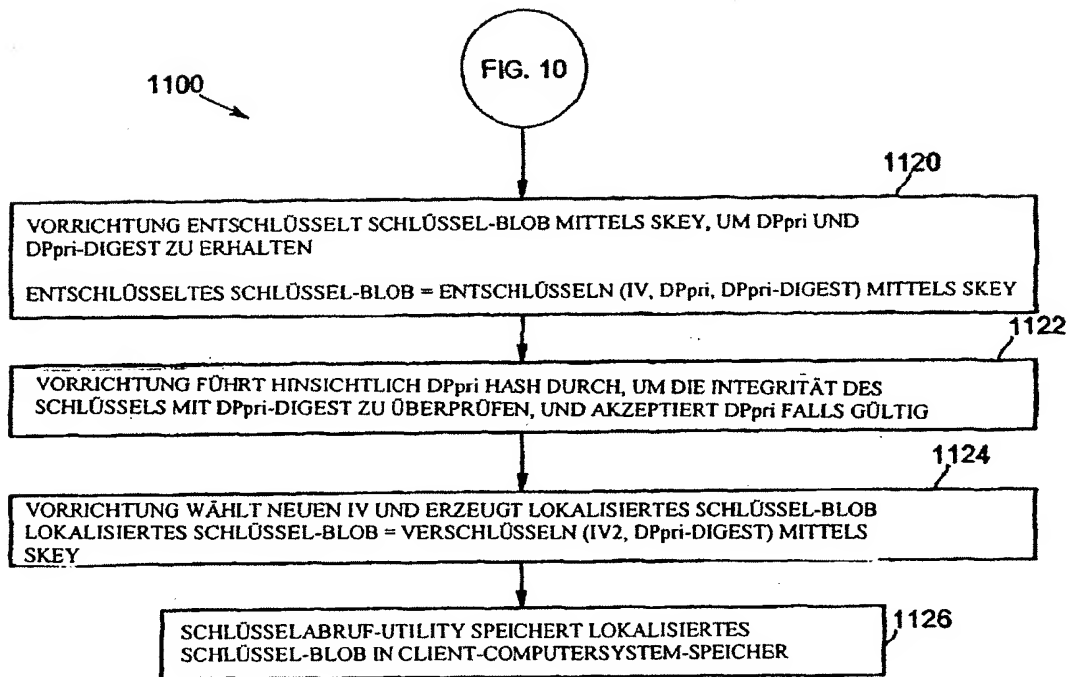 FIG. 10
1100
1120
VORRICHTUNG ENTSCHLÜSSELT SCHLÜSSEL-BLOB MITTELS SKEY, UM DPpri UND
DPpri-DIGEST ZU ERHALTEN
ENTSCHLÜSSELTES SCHLÜSSEL-BLOB = ENTSCHLÜSSELN (IV, DPpri, DPpri-DIGEST) MITTELS SKEY
1122
VORRICHTUNG FÜHRT HINSICHTLICH DPpri HASH DURCH, UM DIE INTEGRITÄT DES
SCHLÜSSELS MIT DPpri-DIGEST ZU ÜBERPRÜFEN, UND AKZEPTIERT DPpri FALLS GÜLTIG
1124
VORRICHTUNG WÄHLT NEUEN IV UND ERZEUGT LOKALISIERTES SCHLÜSSEL-BLOB
LOKALISIERTES SCHLÜSSEL-BLOB = VERSCHLÜSSELN (IV2, DPpri-DIGEST) MITTELS
SKEY
1126
SCHLÜSSELABRUF-UTILITY SPEICHERT LOKALISIERTES
SCHLÜSSEL-BLOB IN CLIENT-COMPUTERSYSTEM-SPEICHER